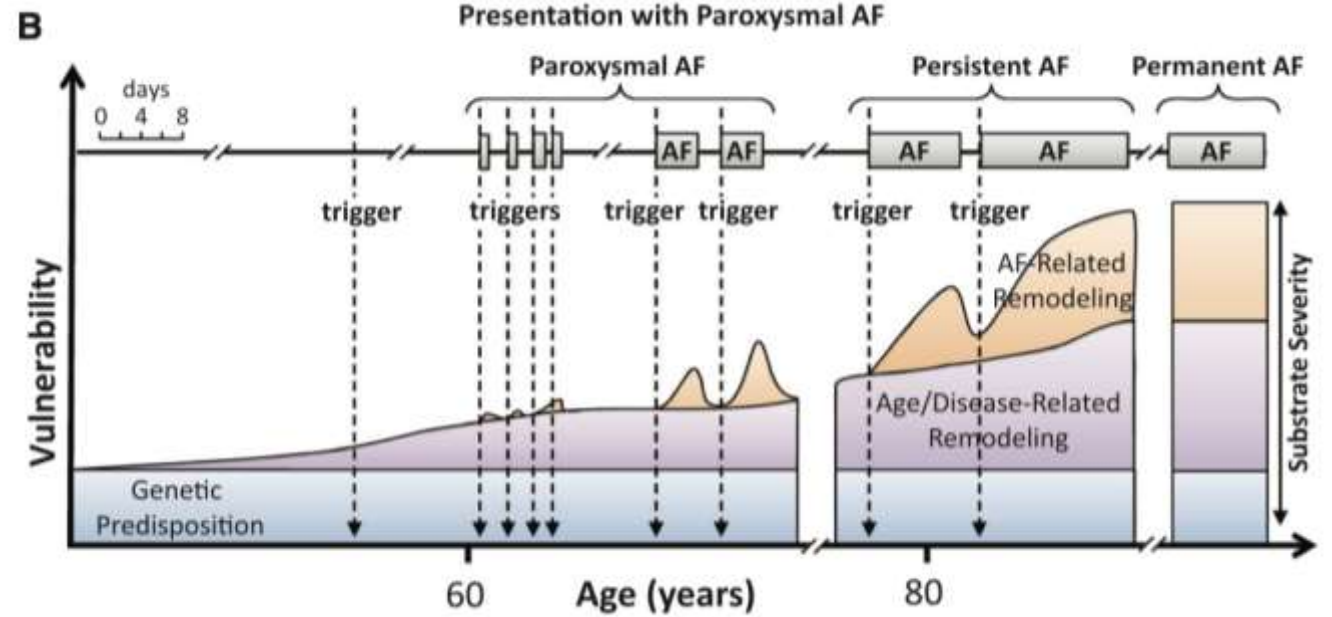 B
Presentation with Paroxysmal AF
Paroxysmal AF
Persistent AF
Permanent AF
days
0 4 8
AF
AF
AF
AF
AF
trigger
triggers
trigger
trigger
trigger
trigger
Vulnerability
AF-Related
Remodeling
Age/Disease-Related
Remodeling
Genetic
Predisposition
Substrate Severity
60
80
Age (years)